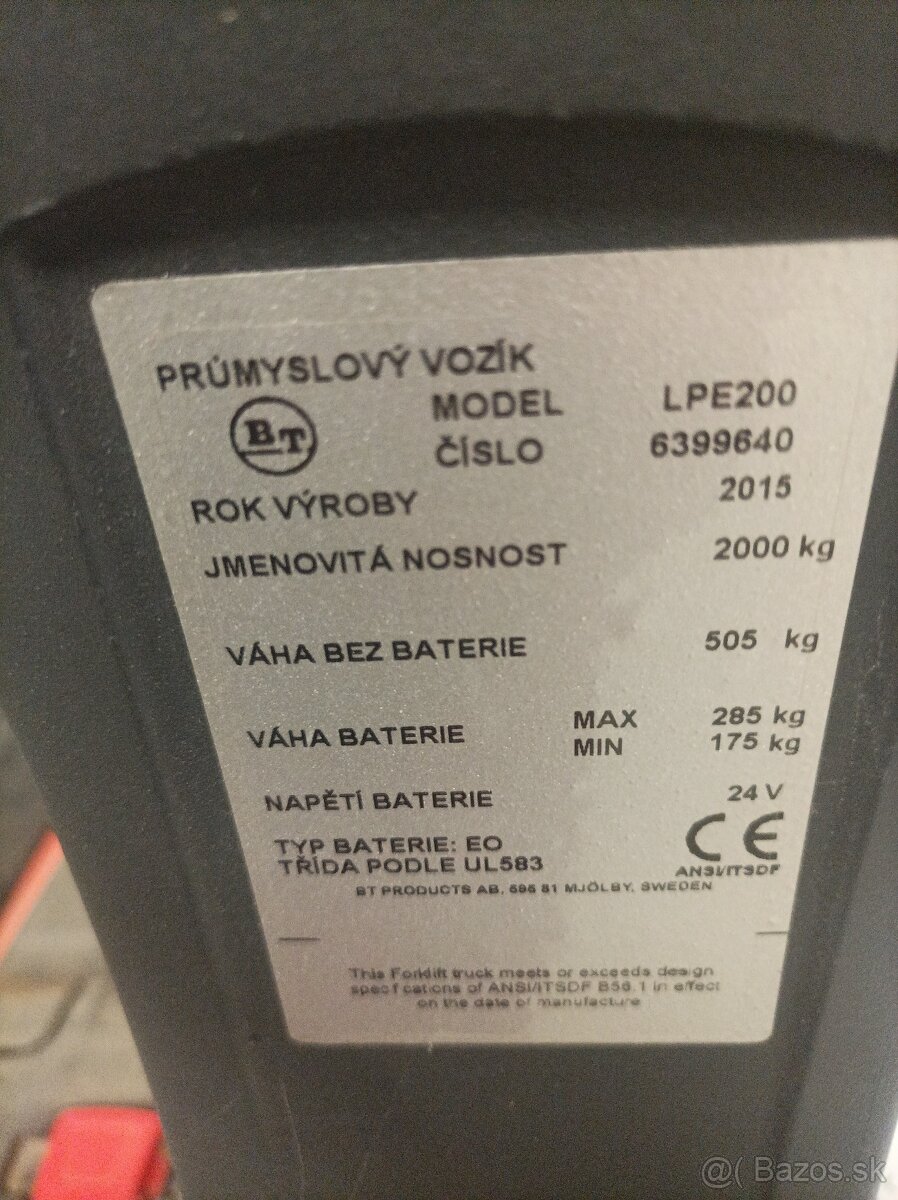 PRŮMYSLOVÝ VOZÍK
BT
MODEL LPE200
ČÍSLO 6399640
ROK VÝROBY 2015
JMENOVITÁ NOSNOST 2000 kg
VÁHA BEZ BATERIE 505 kg
VÁHA BATERIE MAX 285 kg
MIN 175 kg
NAPĚTÍ BATERIE 24 V
TYP BATERIE: EO
TŘÍDA PODLE UL583
CE
ANSI/ITSDF
BT PRODUCTS AB, 595 81 MJÖLBY, SWEDEN
This Forklift truck meets or exceeds design
specifications of ANSI/ITSDF B56.1 in effect
on the date of manufacture
@( Bazos.sk